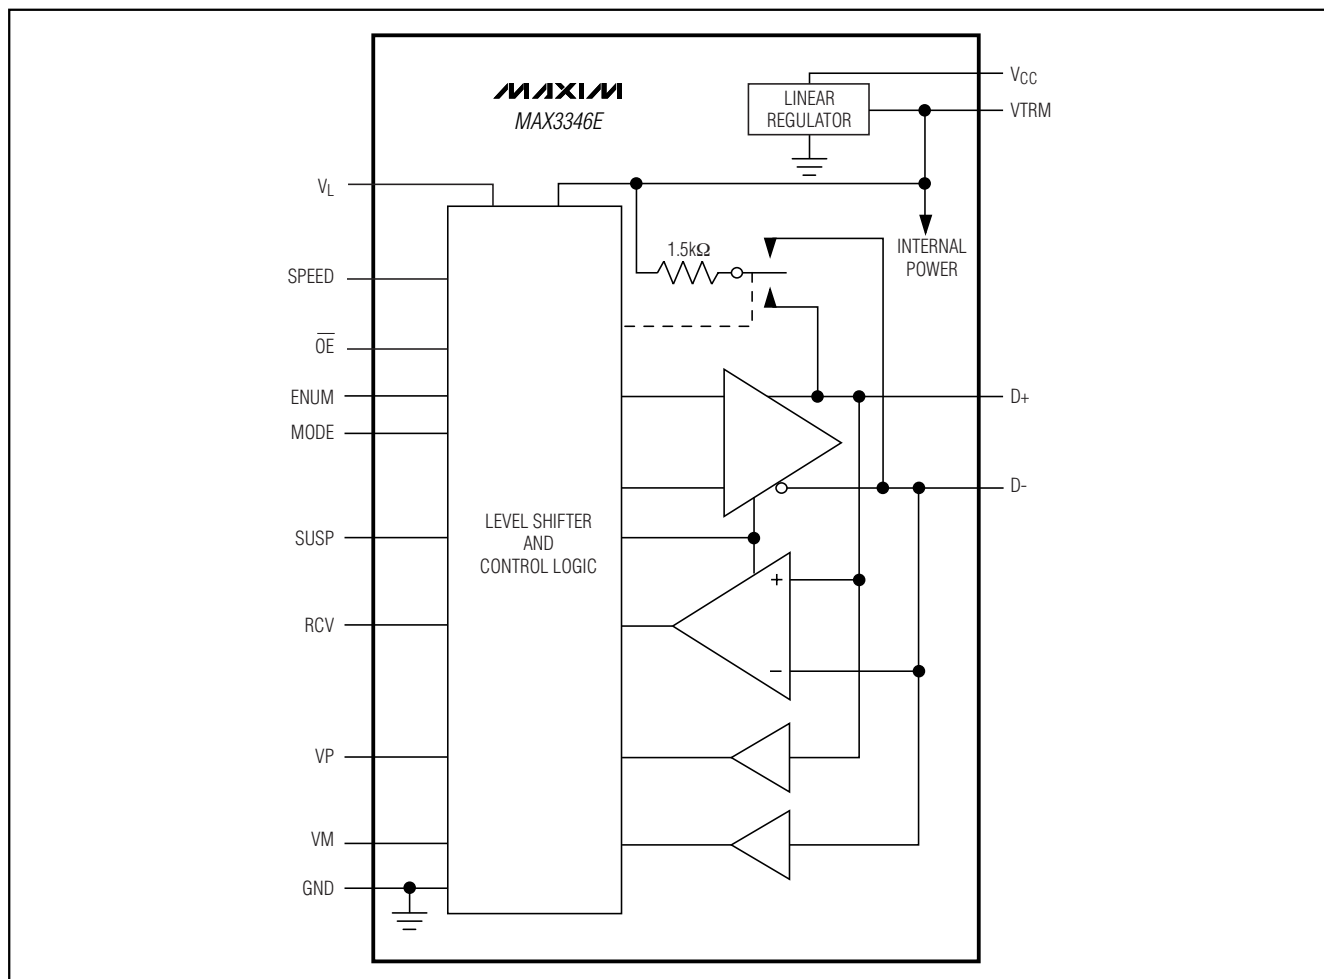 MAXIM
MAX3346E
LINEAR
REGULATOR
VCC
VTRM
VL
1.5kΩ
INTERNAL
POWER
SPEED
OE
ENUM
MODE
D+
D-
LEVEL SHIFTER
AND
CONTROL LOGIC
SUSP
+
RCV
−
VP
VM
GND